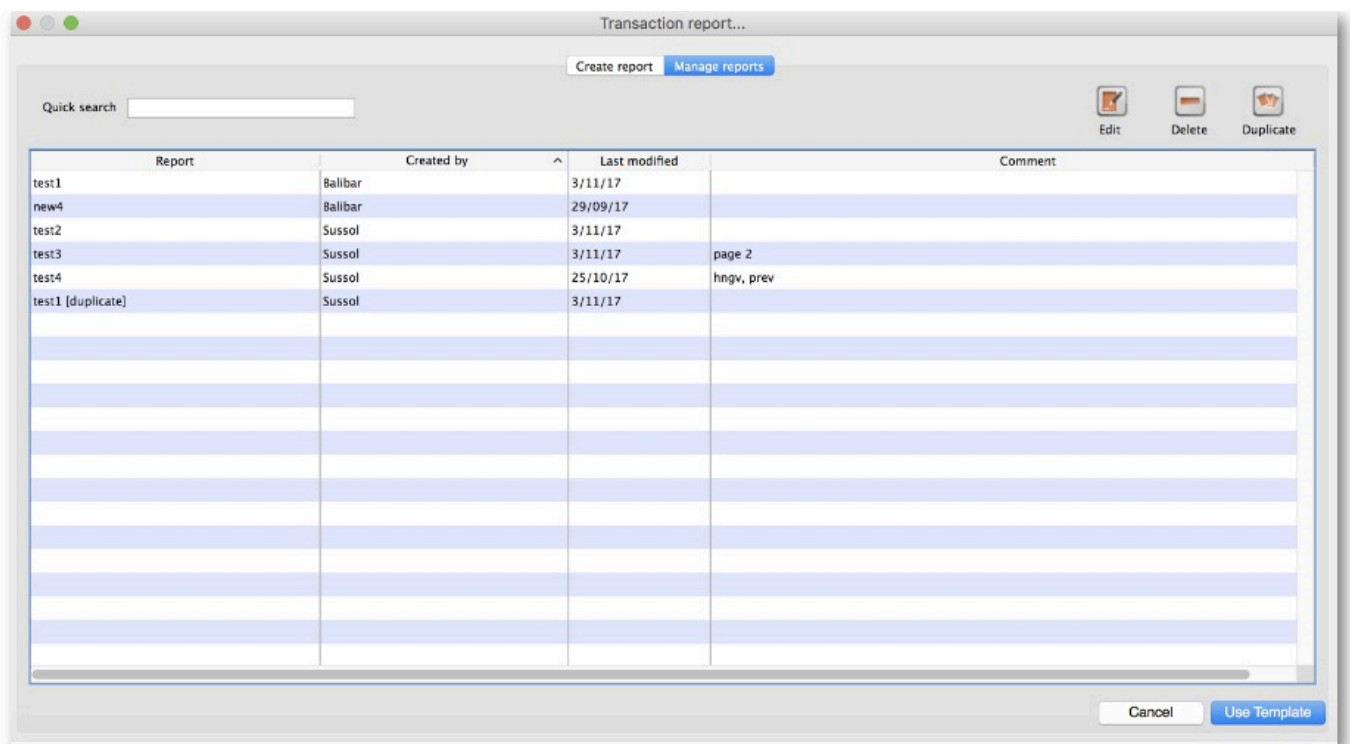 Transaction report...
Create report Manage reports
Quick search
Edit Delete Duplicate
Report Created by Last modified Comment
test1 Balibar 3/11/17
new4 Balibar 29/09/17
test2 Sussol 3/11/17
test3 Sussol 3/11/17 page 2
test4 Sussol 25/10/17 hngv, prev
test1 [duplicate] Sussol 3/11/17
Cancel Use Template